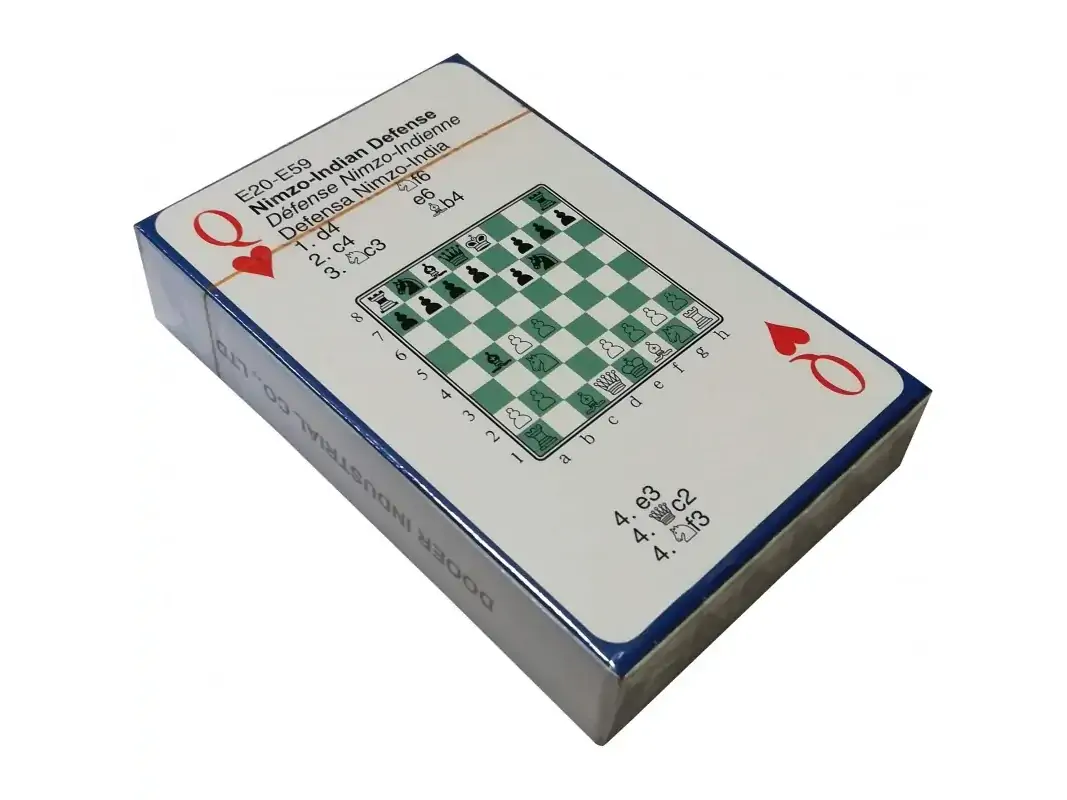 Q
E20-E59
Nimzo-Indian Defense
Défense Nimzo-Indienne
Defensa Nimzo-India
1. d4 ♘f6
2. c4 e6
3. ♘c3 ♗b4
8
7
6
5
4
3
2
1
a b c d e f g h
4. e3
4. ♕c2
4. ♘f3
Q
DOOER INDUSTRIAL CO., LTD